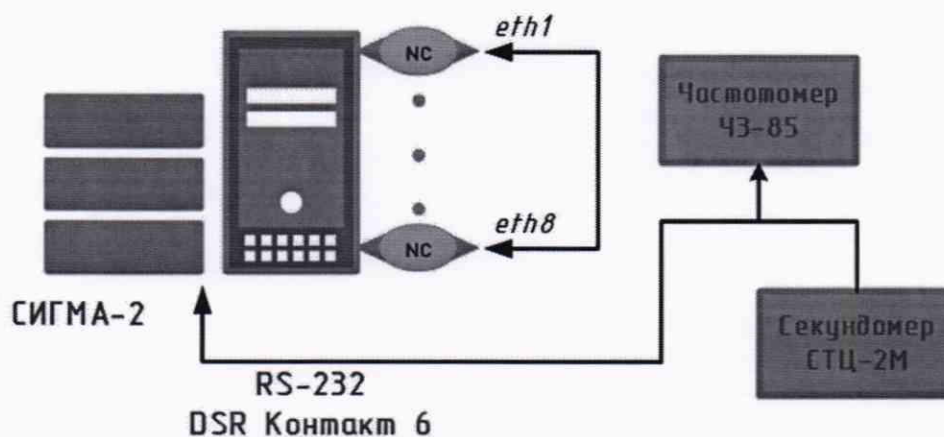 eth1
NC
Частотомер
ЧЗ-85
eth8
NC
СИГМА-2
Секундомер
СТЦ-2М
RS-232
DSR Контакт 6